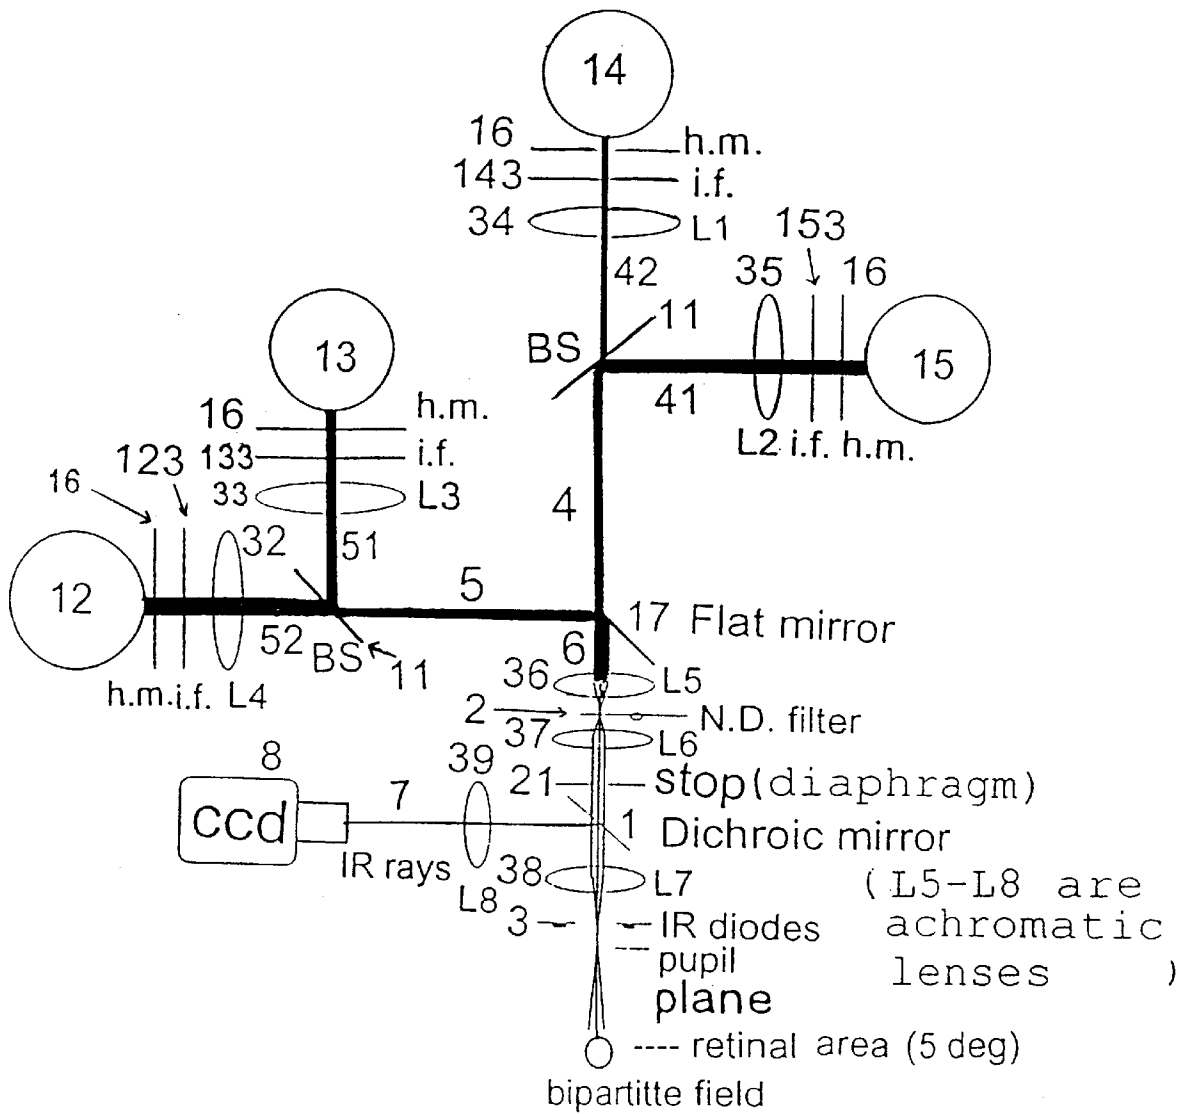 14
16 h.m.
143 i.f.
34 L1
153
42 35 16
11
BS
13 15
41
16 h.m. L2 i.f. h.m.
123 133 i.f.
16 33 L3
4
32 51
12 5
17 Flat mirror
52 BS 11 6
h.m. i.f. L4 36 L5
2 N.D. filter
37 L6
8 39
21 stop (diaphragm)
7
ccd 1 Dichroic mirror
IR rays 38 L7 (L5-L8 are
L8
3 IR diodes achromatic
pupil lenses )
plane
retinal area (5 deg)
bipartitte field